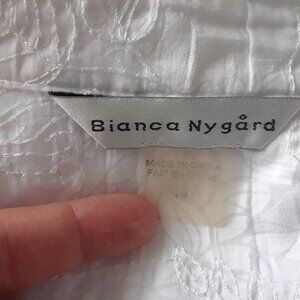 Bianca Nygård
MADE IN CHINA
FAIT EN CHINE